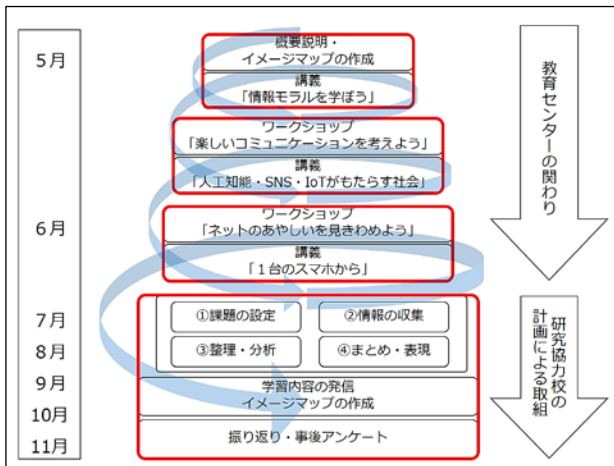 5月
概要説明・
イメージマップの作成
講義
「情報モラルを学ぼう」
ワークショップ
「楽しいコミュニケーションを考えよう」
講義
「人工知能・SNS・IoTがもたらす社会」
6月
ワークショップ
「ネットのあやしいを見きわめよう」
講義
「１台のスマホから」
7月
①課題の設定
②情報の収集
8月
③整理・分析
④まとめ・表現
9月
学習内容の発信
イメージマップの作成
10月
振り返り・事後アンケート
11月
教育センターの関わり
研究協力校の
計画による取組